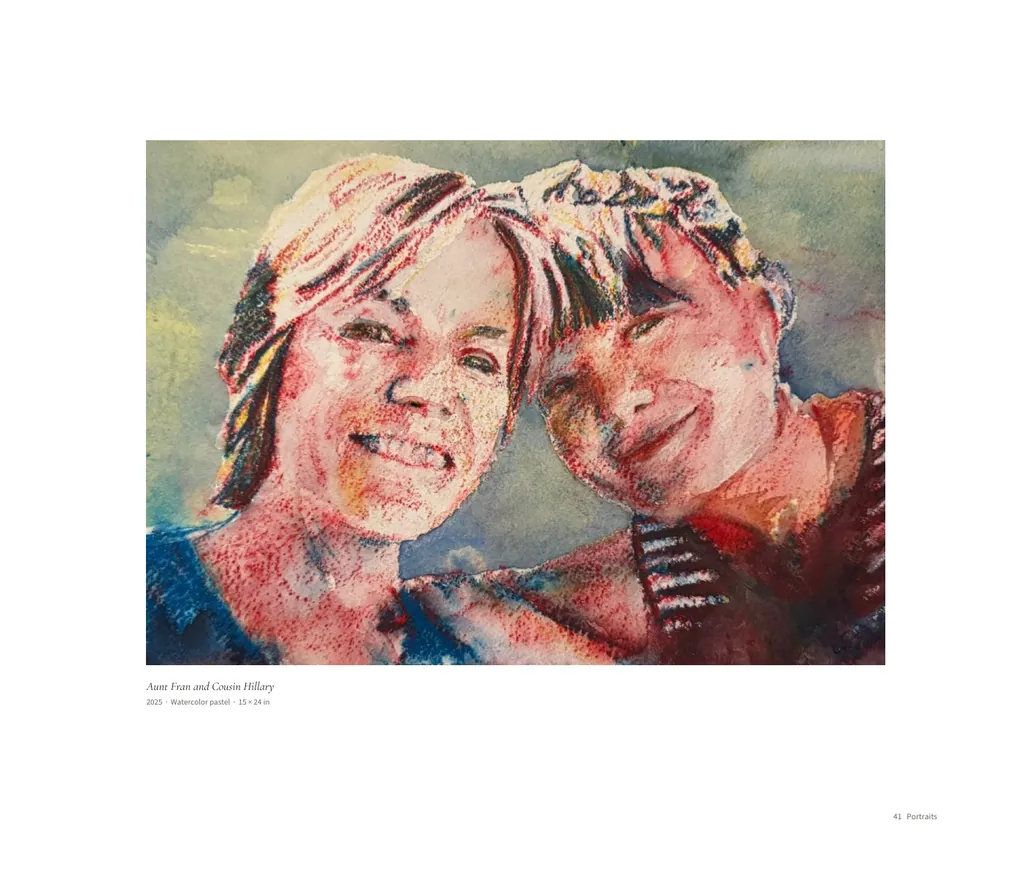 Aunt Fran and Cousin Hillary
2025 · Watercolor pastel · 15 × 24 in
41 Portraits